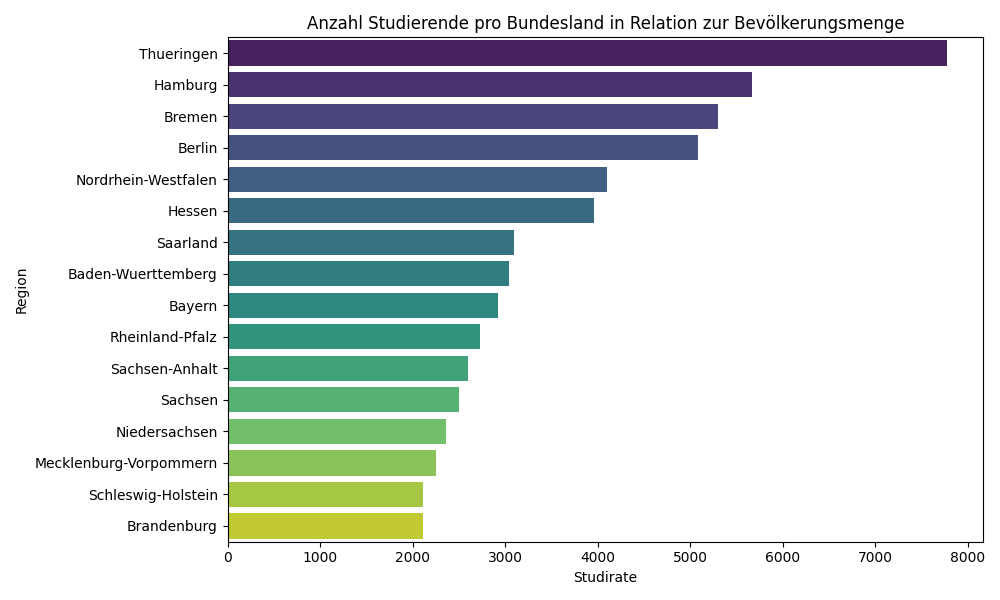 Anzahl Studierende pro Bundesland in Relation zur Bevölkerungsmenge
Thueringen
Hamburg
Bremen
Berlin
Nordrhein-Westfalen
Hessen
Saarland
Baden-Wuerttemberg
Bayern
Rheinland-Pfalz
Sachsen-Anhalt
Sachsen
Niedersachsen
Mecklenburg-Vorpommern
Schleswig-Holstein
Brandenburg
Region
0 1000 2000 3000 4000 5000 6000 7000 8000
Studirate